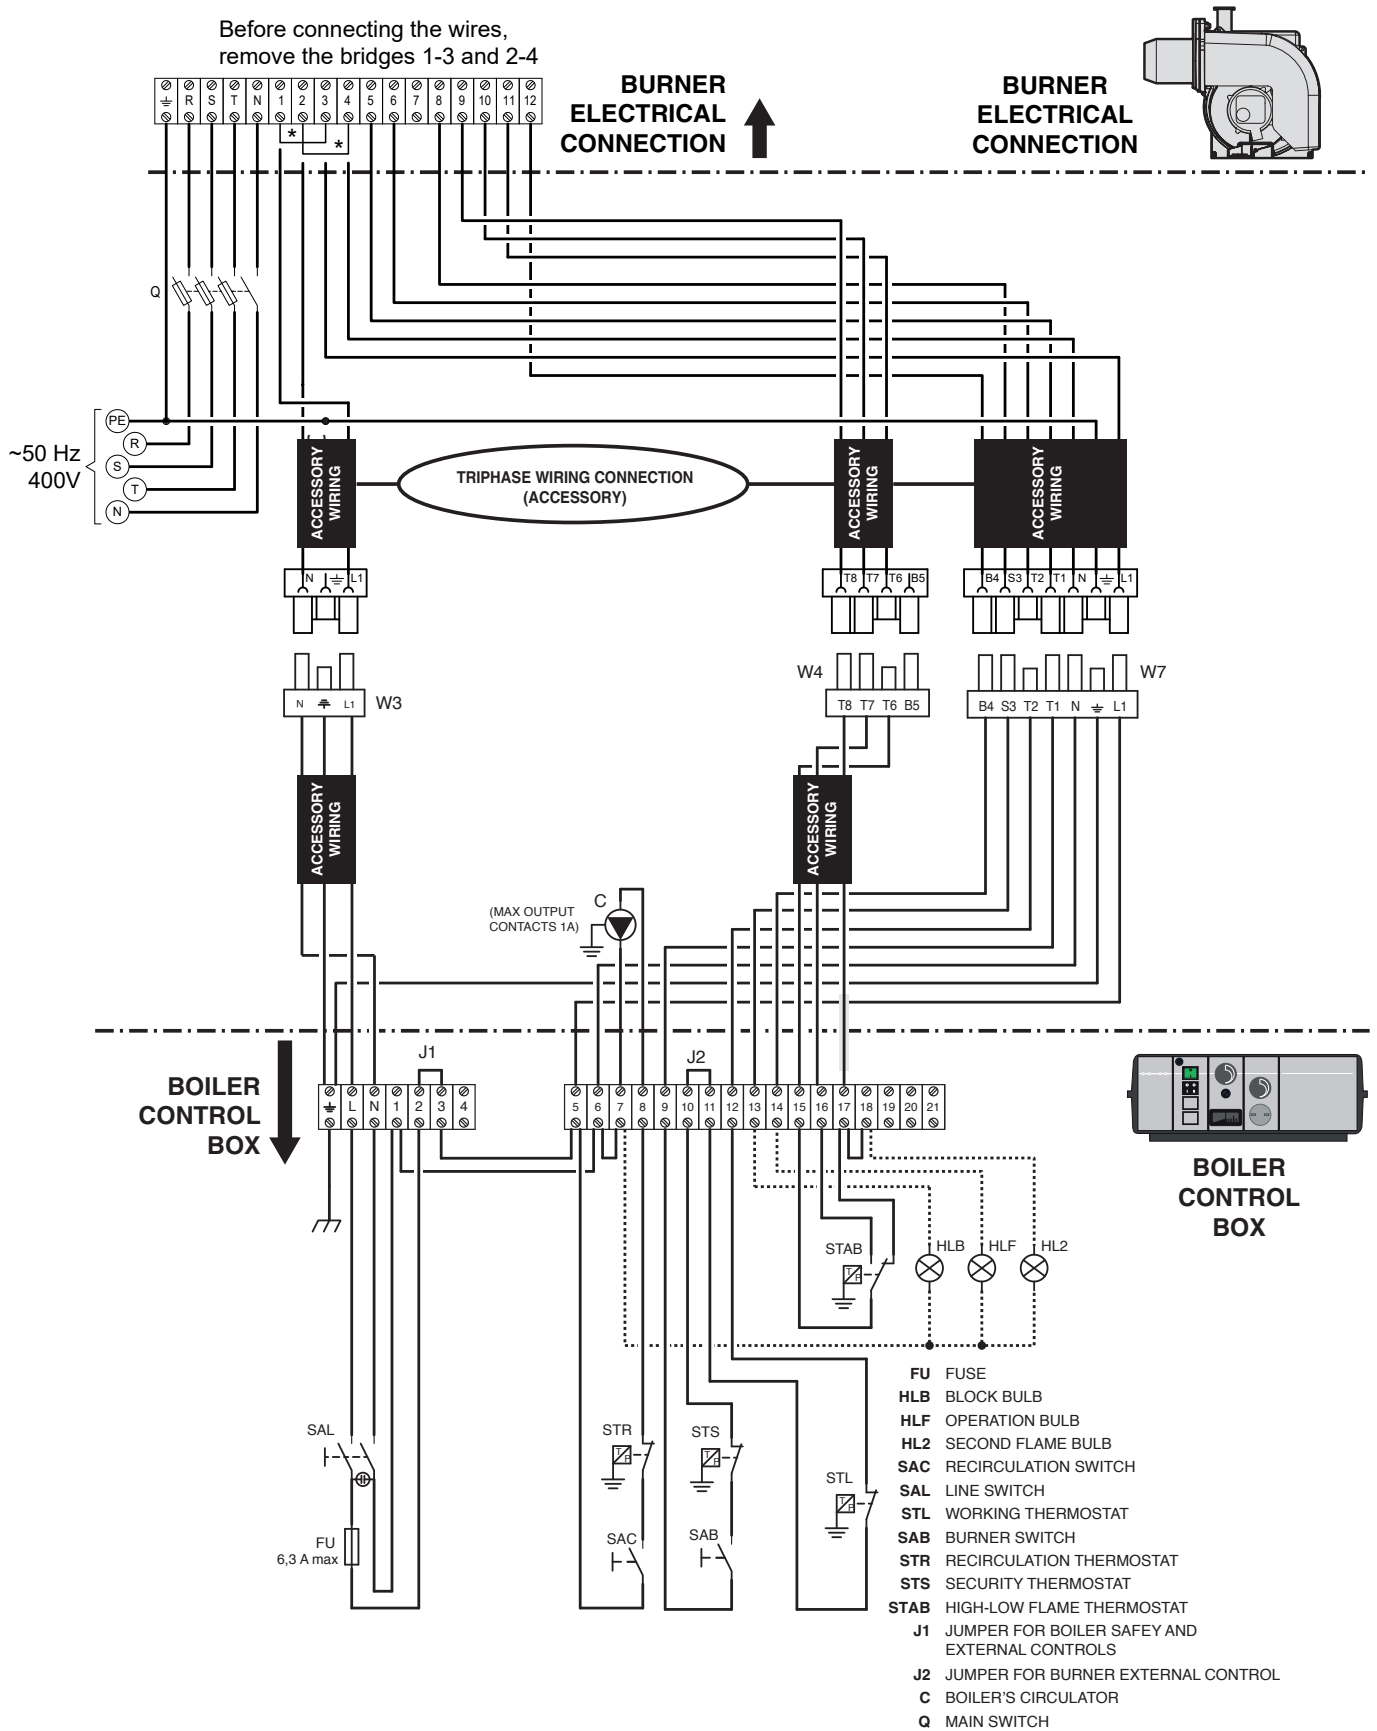 Before connecting the wires,
remove the bridges 1-3 and 2-4
R S T N 1 2 3 4 5 6 7 8 9 10 11 12
* *
BURNER
ELECTRICAL
CONNECTION
BURNER
ELECTRICAL
CONNECTION
Q
~50 Hz
400V
PE
R
S
T
N
ACCESSORY
WIRING
TRIPHASE WIRING CONNECTION
(ACCESSORY)
ACCESSORY
WIRING
ACCESSORY
WIRING
N L1
T8 T7 T6 B5
B4 S3 T2 T1 N L1
W3
N L1
W4
T8 T7 T6 B5
W7
B4 S3 T2 T1 N L1
ACCESSORY
WIRING
ACCESSORY
WIRING
C
(MAX OUTPUT
CONTACTS 1A)
J1
J2
BOILER
CONTROL
BOX
L N 1 2 3 4
5 6 7 8 9 10 11 12 13 14 15 16 17 18 19 20 21
BOILER
CONTROL
BOX
STAB
T
P
HLB
HLF
HL2
SAL
FU
6,3 A max
STR
T
P
SAC
STS
T
P
SAB
STL
T
P
FU FUSE
HLB BLOCK BULB
HLF OPERATION BULB
HL2 SECOND FLAME BULB
SAC RECIRCULATION SWITCH
SAL LINE SWITCH
STL WORKING THERMOSTAT
SAB BURNER SWITCH
STR RECIRCULATION THERMOSTAT
STS SECURITY THERMOSTAT
STAB HIGH-LOW FLAME THERMOSTAT
J1 JUMPER FOR BOILER SAFEY AND
EXTERNAL CONTROLS
J2 JUMPER FOR BURNER EXTERNAL CONTROL
C BOILER'S CIRCULATOR
Q MAIN SWITCH